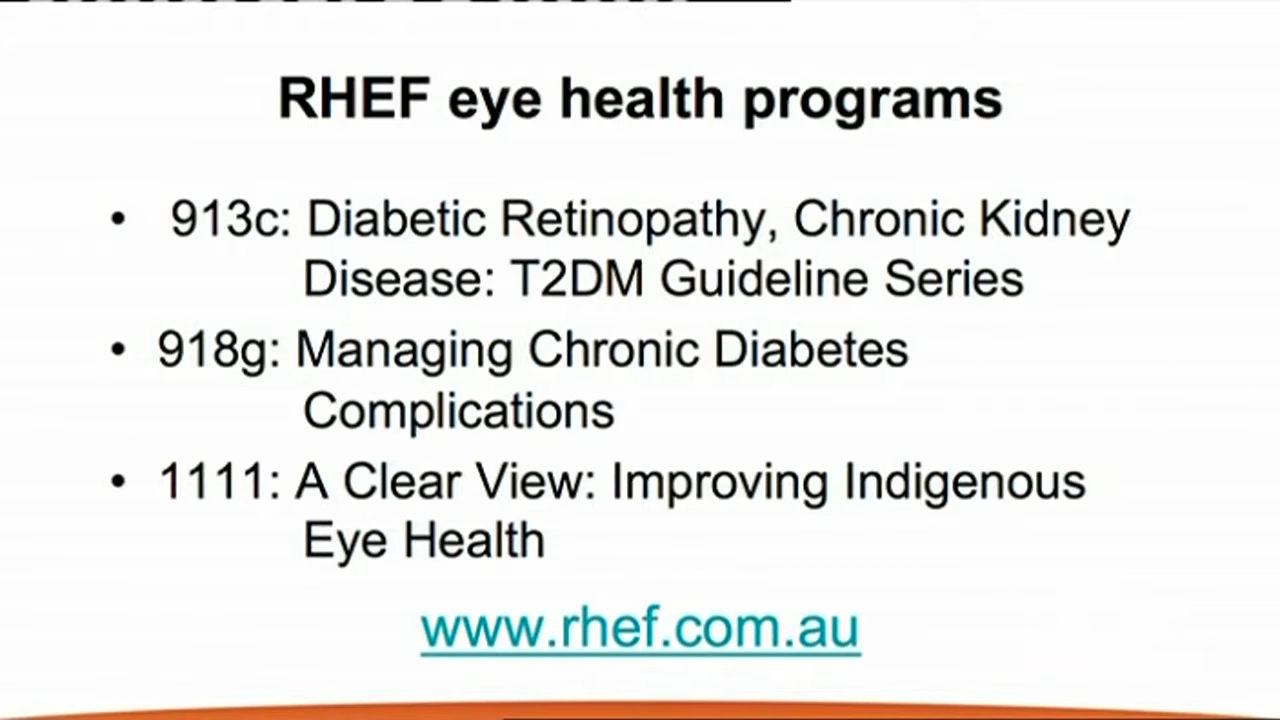 RHEF eye health programs
• 913c: Diabetic Retinopathy, Chronic Kidney
Disease: T2DM Guideline Series
• 918g: Managing Chronic Diabetes
Complications
• 1111: A Clear View: Improving Indigenous
Eye Health
www.rhef.com.au